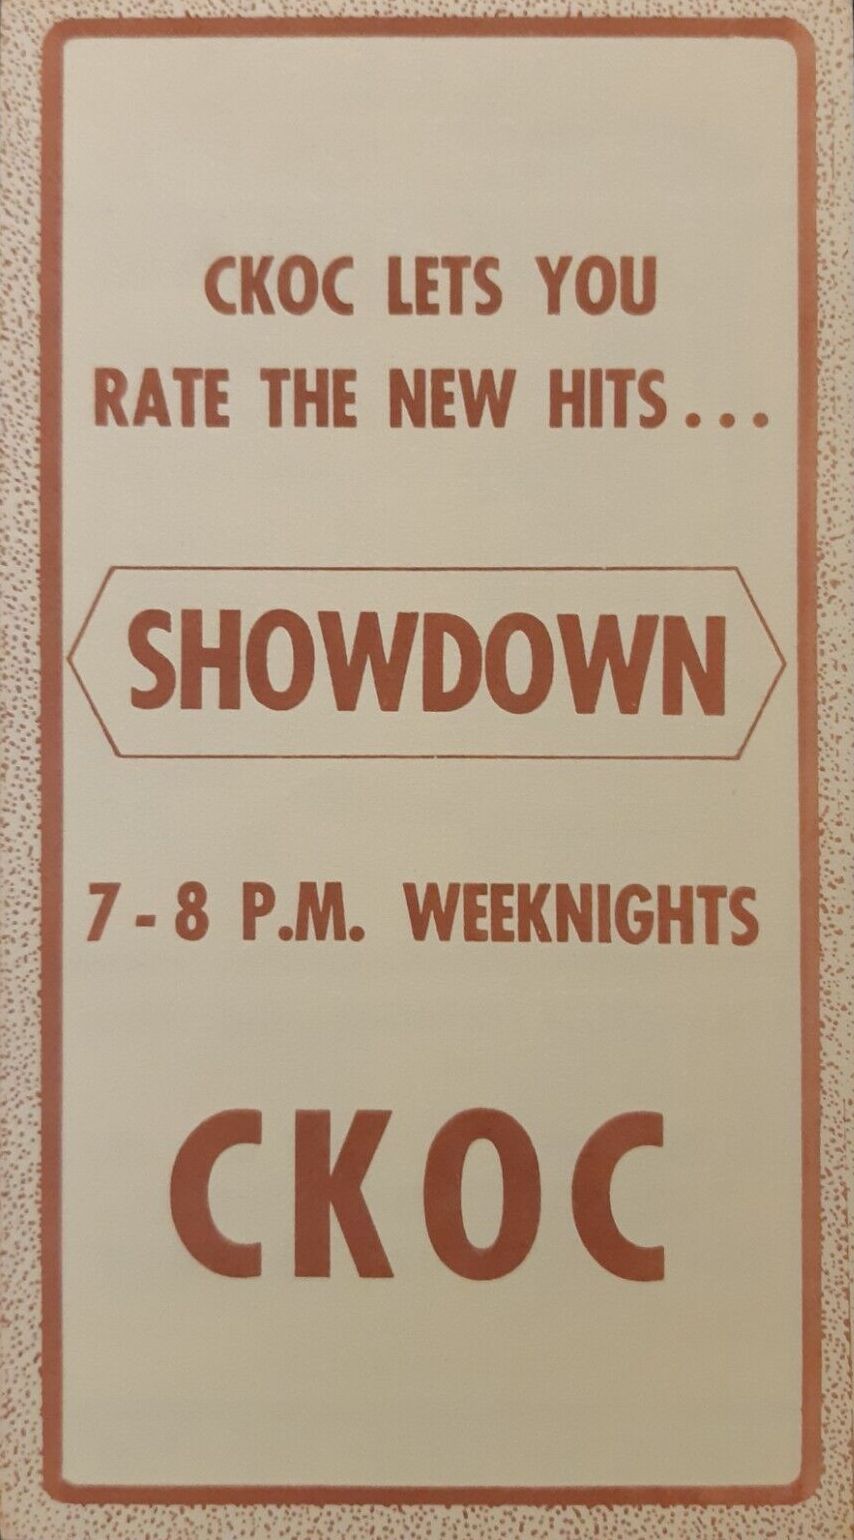 CKOC LETS YOU
RATE THE NEW HITS...
SHOWDOWN
7-8 P.M. WEEKNIGHTS
CKOC